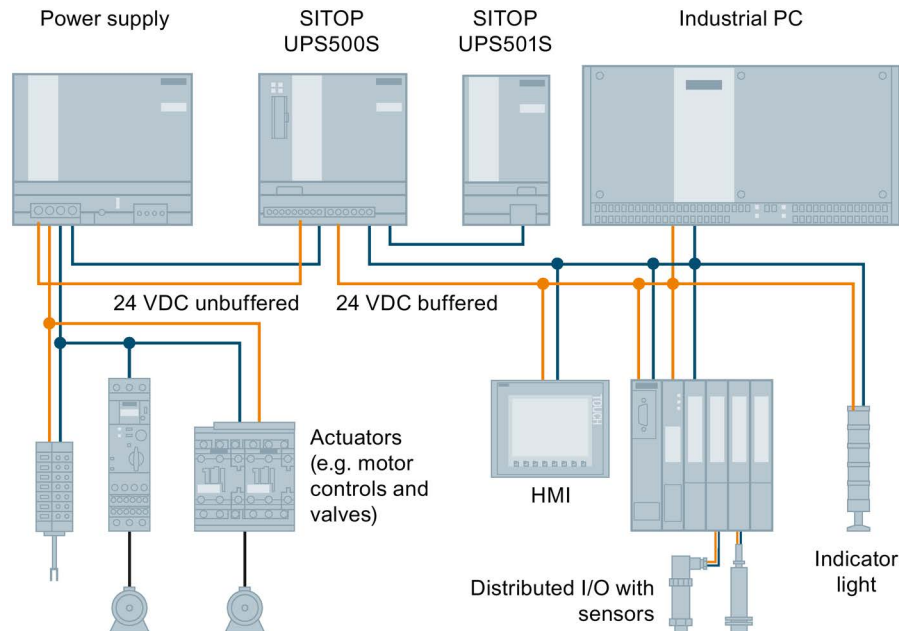 Power supply
SITOP
UPS500S
SITOP
UPS501S
Industrial PC
24 VDC unbuffered
24 VDC buffered
Actuators
(e.g. motor
controls and
valves)
HMI
Distributed I/O with
sensors
Indicator
light